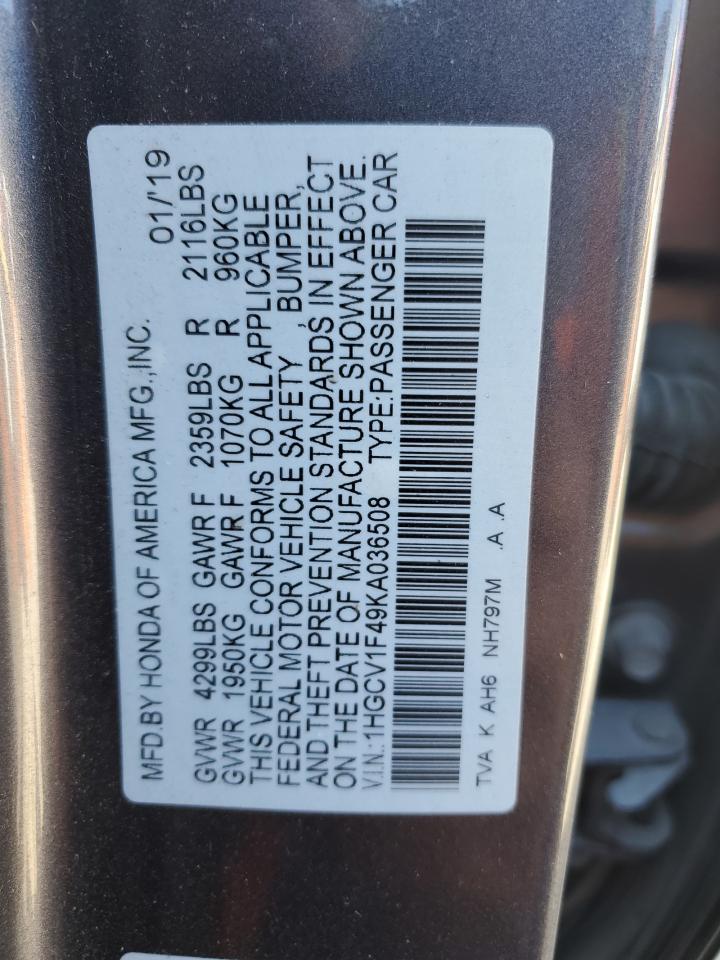 MFD.BY HONDA OF AMERICA MFG.,INC. 01/'19
GVWR 4299LBS GAWR F 2359LBS R 2116LBS
GVWR 1950KG GAWR F 1070KG R 960KG
THIS VEHICLE CONFORMS TO ALL APPLICABLE
FEDERAL MOTOR VEHICLE SAFETY , BUMPER,
AND THEFT PREVENTION STANDARDS IN EFFECT
ON THE DATE OF MANUFACTURE SHOWN ABOVE.
V.I.N.:1HGCV1F49KA036508 TYPE:PASSENGER CAR
TVA K AH6 NH797M .A .A